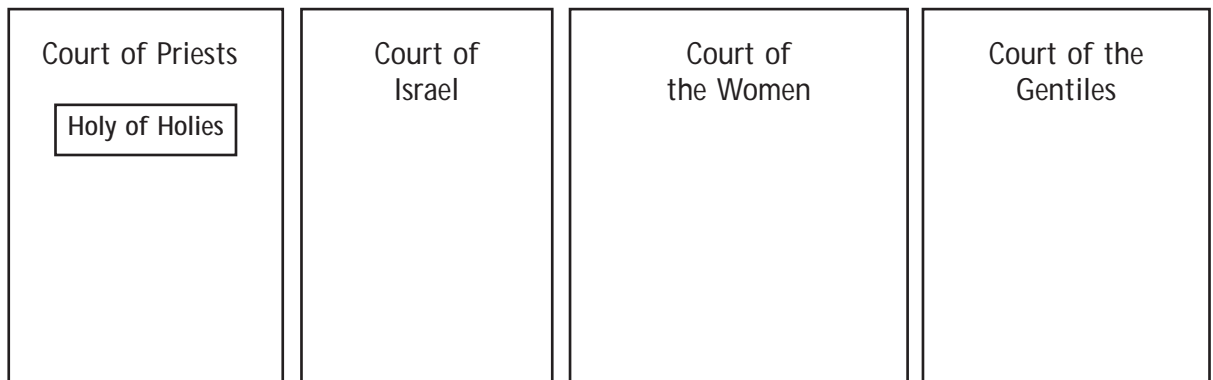 Court of Priests
Holy of Holies
Court of
Israel
Court of
the Women
Court of the
Gentiles